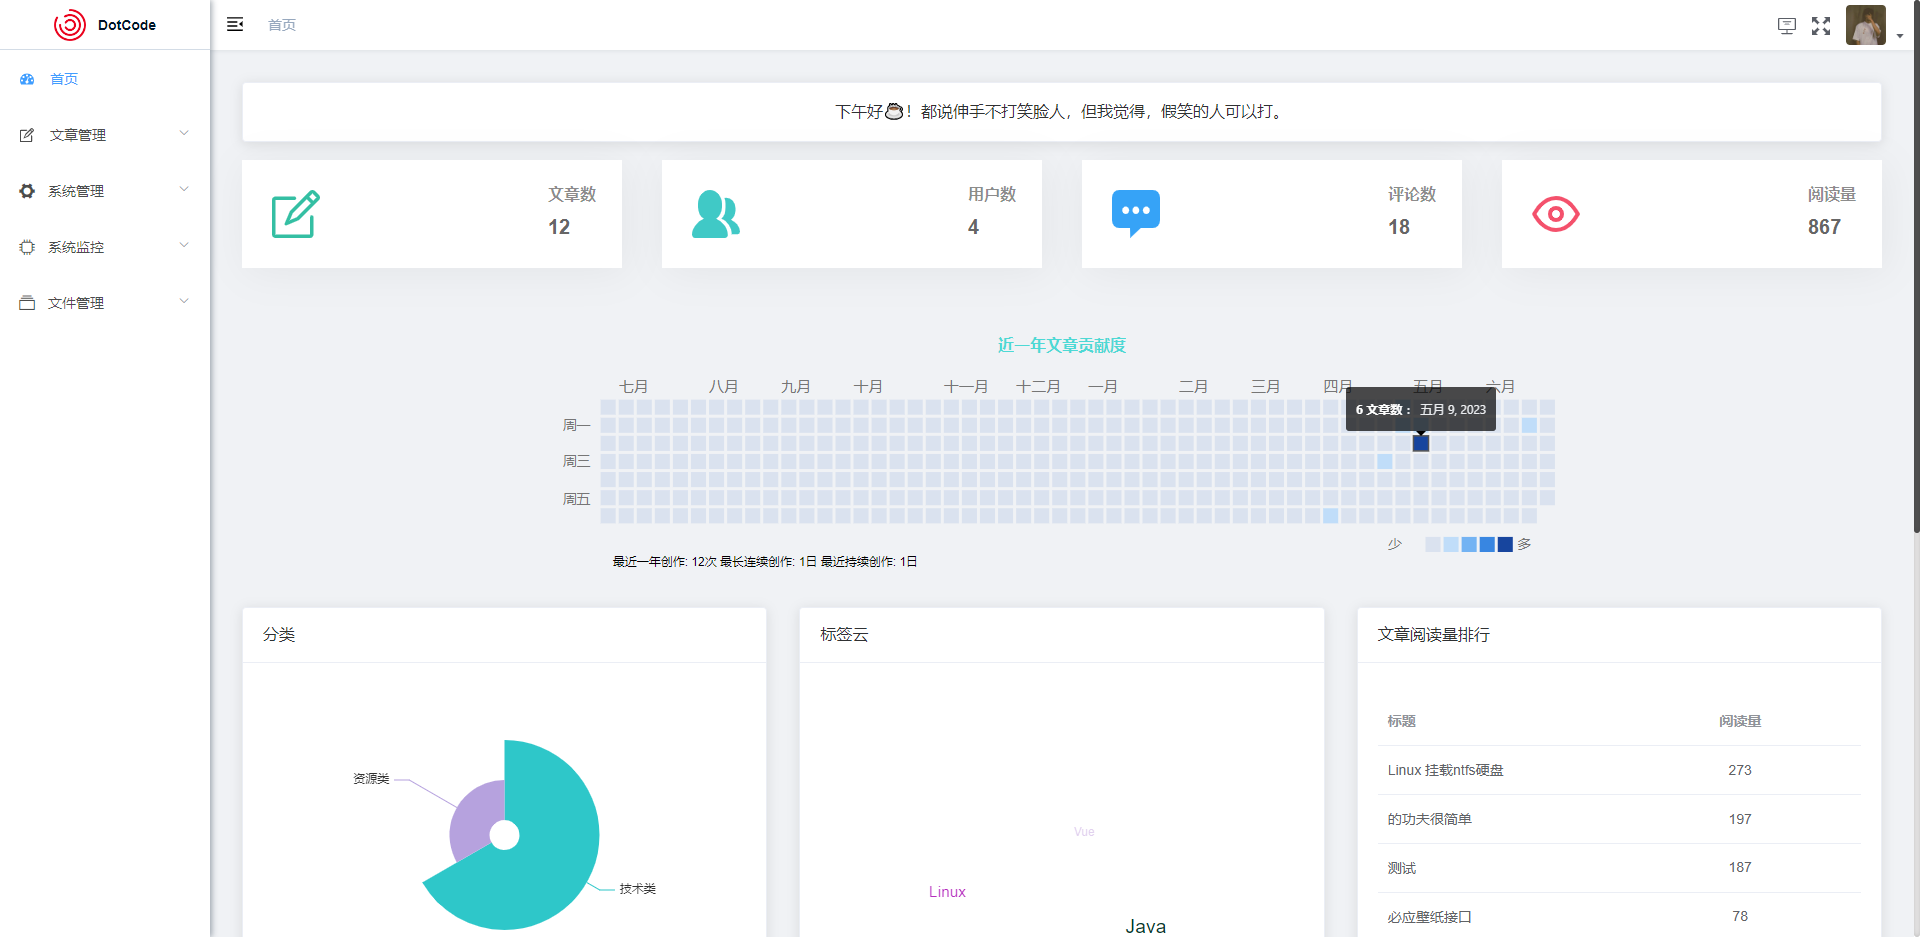 DotCode
首页
首页
文章管理
系统管理
系统监控
文件管理
下午好☕！都说伸手不打笑脸人，但我觉得，假笑的人可以打。
文章数
12
用户数
4
评论数
18
阅读量
867
近一年文章贡献度
七月 八月 九月 十月 十一月 十二月 一月 二月 三月 四月 五月 六月
6 文章数： 五月 9, 2023
周一
周三
周五
少 多
最近一年创作: 12次 最长连续创作: 1日 最近持续创作: 1日
分类
资源类
技术类
标签云
Vue
Linux
Java
文章阅读量排行
标题 阅读量
Linux 挂载ntfs硬盘 273
的功夫很简单 197
测试 187
必应壁纸接口 78